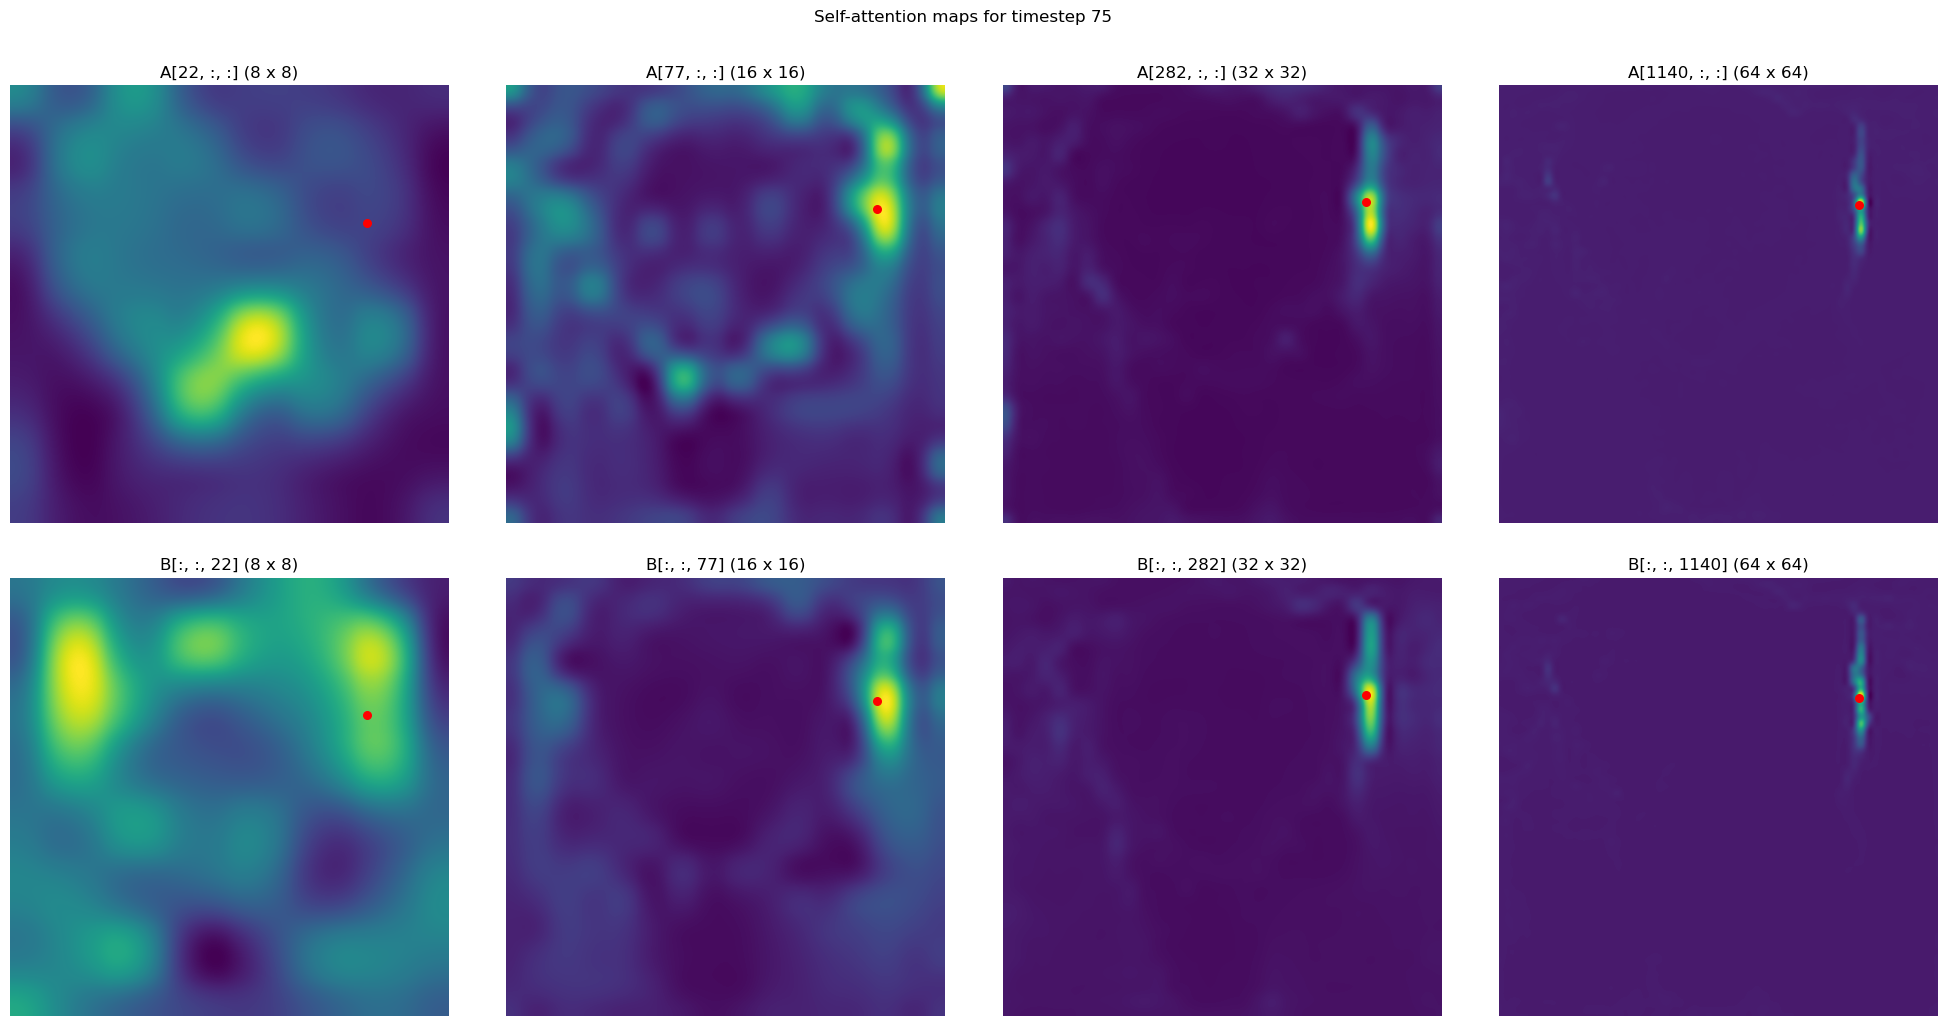 Self-attention maps for timestep 75
A[22, :, :] (8 x 8)
A[77, :, :] (16 x 16)
A[282, :, :] (32 x 32)
A[1140, :, :] (64 x 64)
B[:, :, 22] (8 x 8)
B[:, :, 77] (16 x 16)
B[:, :, 282] (32 x 32)
B[:, :, 1140] (64 x 64)